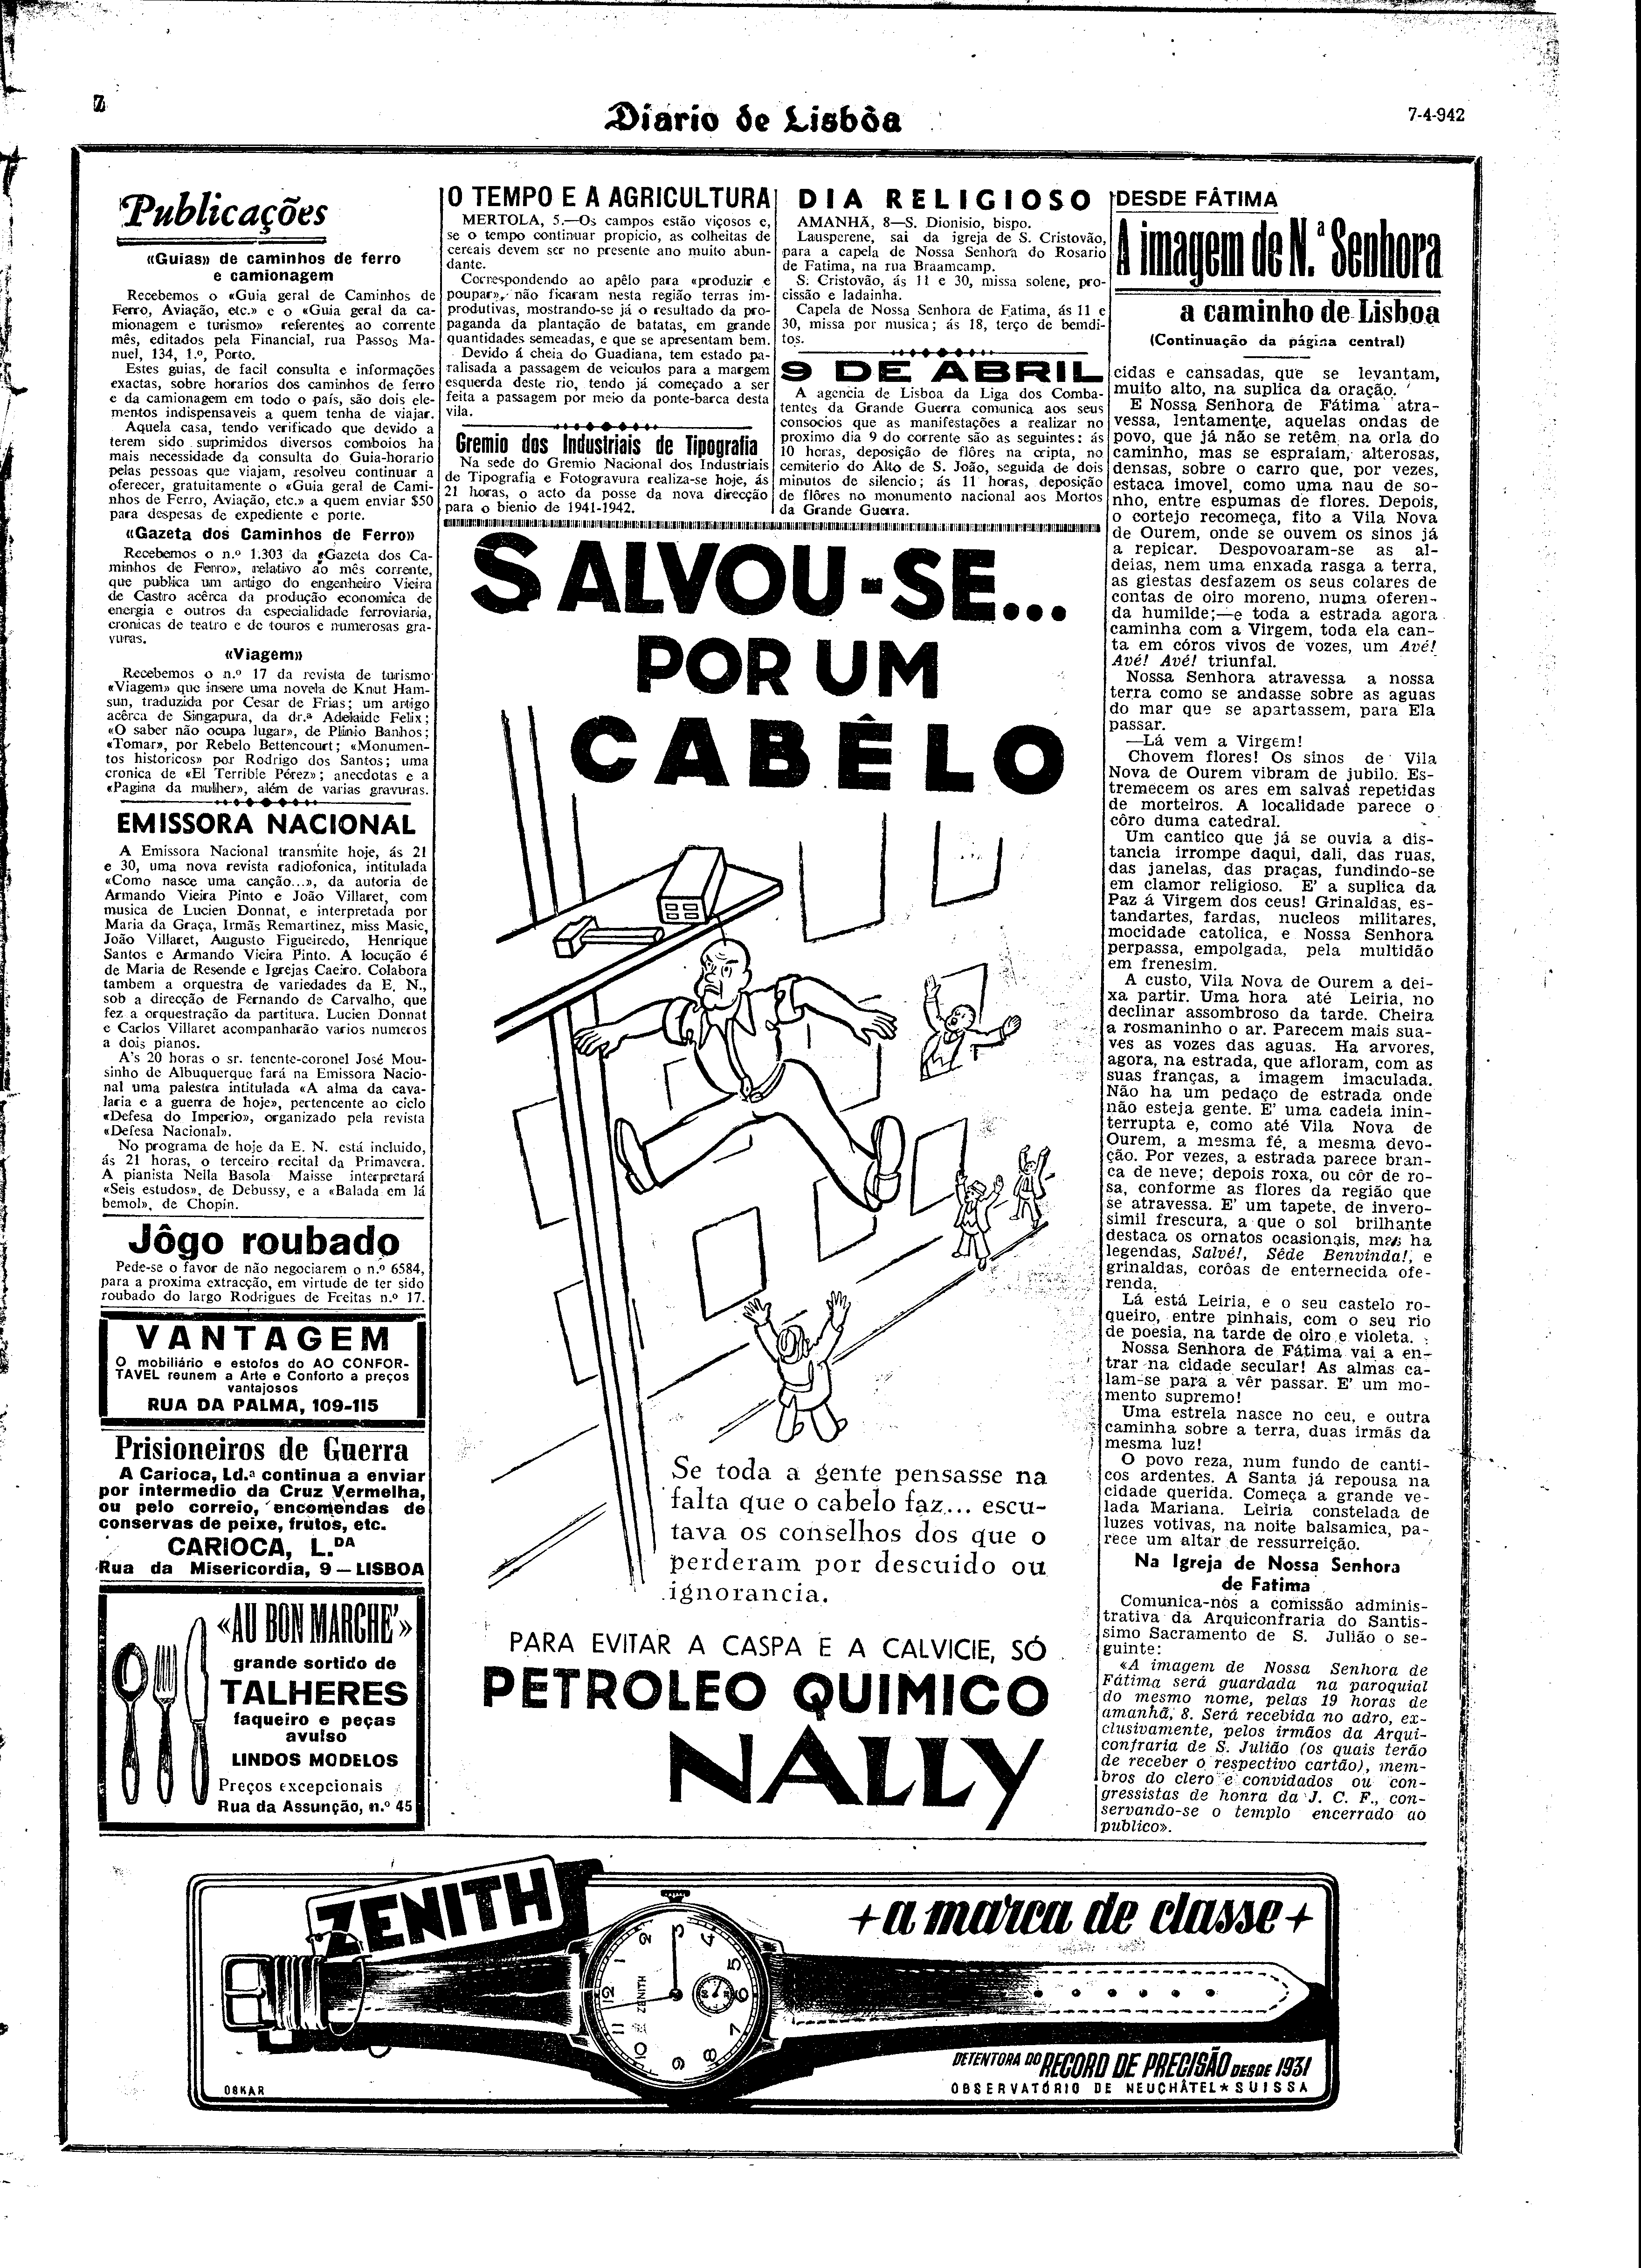 7
Diario de Lisbôa
7-4-942
Publicações
«Guias» de caminhos de ferro
e camionagem
Recebemos o «Guia geral de Caminhos de
Ferro, Aviação, etc.» e o «Guia geral da ca-
mionagem e turismo» referentes ao corrente
mês, editados pela Financial, rua Passos Ma-
nuel, 134, 1.º, Porto.
Estes guias, de facil consulta e informações
exactas, sobre horarios dos caminhos de ferro
e da camionagem em todo o país, são dois ele-
mentos indispensaveis a quem tenha de viajar.
Aquela casa, tendo verificado que devido a
terem sido suprimidos diversos comboios ha
mais necessidade da consulta do Guia-horario
pelas pessoas que viajam, resolveu continuar a
oferecer, gratuitamente o «Guia geral de Cami-
nhos de Ferro, Aviação, etc.» a quem enviar $50
para despesas de expediente e porte.
«Gazeta dos Caminhos de Ferro»
Recebemos o n.º 1.303 da «Gazeta dos Ca-
minhos de Ferro», relativo ao mês corrente,
que publica um artigo do engenheiro Vieira
de Castro acêrca da produção economica de
energia e outros da especialidade ferroviaria,
cronicas de teatro e de touros e numerosas gra-
vuras.
«Viagem»
Recebemos o n.º 17 da revista de turismo
«Viagem» que insere uma novela de Knut Ham-
sun, traduzida por Cesar de Frias; um artigo
acêrca de Singapura, da dr.ª Adelaide Felix;
«O saber não ocupa lugar», de Plinio Banhos;
«Tomar», por Rebelo Bettencourt; «Monumen-
tos historicos» por Rodrigo dos Santos; uma
cronica de «El Terrible Pérez»; anecdotas e a
«Pagina da mulher», além de varias gravuras.
EMISSORA NACIONAL
A Emissora Nacional transmite hoje, ás 21
e 30, uma nova revista radiofonica, intitulada
«Como nasce uma canção...», da autoria de
Armando Vieira Pinto e João Villaret, com
musica de Lucien Donnat, e interpretada por
Maria da Graça, Irmãs Remartinez, miss Masic,
João Villaret, Augusto Figueiredo, Henrique
Santos e Armando Vieira Pinto. A locução é
de Maria de Resende e Igrejas Caeiro. Colabora
tambem a orquestra de variedades da E. N.,
sob a direcção de Fernando de Carvalho, que
fez a orquestração da partitura. Lucien Donnat
e Carlos Villaret acompanharão varios numeros
a dois pianos.
A's 20 horas o sr. tenente-coronel José Mou-
sinho de Albuquerque fará na Emissora Nacio-
nal uma palestra intitulada «A alma da cava-
laria e a guerra de hoje», pertencente ao ciclo
«Defesa do Imperio», organizado pela revista
«Defesa Nacional».
No programa de hoje da E. N. está incluido,
ás 21 horas, o terceiro recital da Primavera.
A pianista Nella Basola Maisse interpretará
«Seis estudos», de Debussy, e a «Balada em lá
bemol», de Chopin.
Jôgo roubado
Pede-se o favor de não negociarem o n.º 6584,
para a proxima extracção, em virtude de ter sido
roubado do largo Rodrigues de Freitas n.º 17.
VANTAGEM
O mobiliário e estofos do AO CONFOR-
TAVEL reunem a Arte e Conforto a preços
vantajosos
RUA DA PALMA, 109-115
Prisioneiros de Guerra
A Carioca, Ld.ª continua a enviar
por intermedio da Cruz Vermelha,
ou pelo correio, encomendas de
conservas de peixe, frutos, etc.
CARIOCA, L.DA
Rua da Misericordia, 9 — LISBOA
«AU BON MARCHE'»
grande sortido de
TALHERES
faqueiro e peças
avulso
LINDOS MODELOS
Preços excepcionais
Rua da Assunção, n.º 45
O TEMPO E A AGRICULTURA
MERTOLA, 5.—Os campos estão viçosos e,
se o tempo continuar propicio, as colheitas de
cereais devem ser no presente ano muito abun-
dante.
Correspondendo ao apêlo para «produzir e
poupar», não ficaram nesta região terras im-
produtivas, mostrando-se já o resultado da pro-
paganda da plantação de batatas, em grande
quantidades semeadas, e que se apresentam bem.
Devido á cheia do Guadiana, tem estado pa-
ralisada a passagem de veiculos para a margem
esquerda deste rio, tendo já começado a ser
feita a passagem por meio da ponte-barca desta
vila.
Gremio dos Industriais de Tipografia
Na sede do Gremio Nacional dos Industriais
de Tipografia e Fotogravura realiza-se hoje, ás
21 horas, o acto da posse da nova direcção
para o bienio de 1941-1942.
DIA RELIGIOSO
AMANHÃ, 8—S. Dionisio, bispo.
Lausperene, sai da igreja de S. Cristovão,
para a capela de Nossa Senhora do Rosario
de Fatima, na rua Braamcamp.
S. Cristovão, ás 11 e 30, missa solene, pro-
cissão e ladainha.
Capela de Nossa Senhora de Fatima, ás 11 e
30, missa por musica; ás 18, terço de bemdi-
tos.
9 DE ABRIL
A agencia de Lisboa da Liga dos Comba-
tentes da Grande Guerra comunica aos seus
consocios que as manifestações a realizar no
proximo dia 9 do corrente são as seguintes: ás
10 horas, deposição de flôres na cripta, no
cemiterio do Alto de S. João, seguida de dois
minutos de silencio; ás 11 horas, deposição
de flôres no monumento nacional aos Mortos
da Grande Guerra.
SALVOU-SE...
POR UM
CABÊLO
Se toda a gente pensasse na
falta que o cabelo faz... escu-
tava os conselhos dos que o
perderam por descuido ou
ignorancia.
PARA EVITAR A CASPA E A CALVICIE, SÓ
PETROLEO QUIMICO
NALLY
DESDE FÂTIMA
A imagem de N.ª Senhora
a caminho de Lisboa
(Continuação da página central)
cidas e cansadas, que se levantam,
muito alto, na suplica da oração.
E Nossa Senhora de Fátima atra-
vessa, lentamente, aquelas ondas de
povo, que já não se retêm na orla do
caminho, mas se espraiam, alterosas,
densas, sobre o carro que, por vezes,
estaca imovel, como uma nau de so-
nho, entre espumas de flores. Depois,
o cortejo recomeça, fito a Vila Nova
de Ourem, onde se ouvem os sinos já
a repicar. Despovoaram-se as al-
deias, nem uma enxada rasga a terra,
as giestas desfazem os seus colares de
contas de oiro moreno, numa oferen-
da humilde;—e toda a estrada agora
caminha com a Virgem, toda ela can-
ta em córos vivos de vozes, um Avé!
Avé! Avé! triunfal.
Nossa Senhora atravessa a nossa
terra como se andasse sobre as aguas
do mar que se apartassem, para Ela
passar.
—Lá vem a Virgem!
Chovem flores! Os sinos de Vila
Nova de Ourem vibram de jubilo. Es-
tremecem os ares em salvas repetidas
de morteiros. A localidade parece o
côro duma catedral.
Um cantico que já se ouvia a dis-
tancia irrompe daqui, dali, das ruas,
das janelas, das praças, fundindo-se
em clamor religioso. E' a suplica da
Paz á Virgem dos ceus! Grinaldas, es-
tandartes, fardas, nucleos militares,
mocidade catolica, e Nossa Senhora
perpassa, empolgada, pela multidão
em frenesim.
A custo, Vila Nova de Ourem a dei-
xa partir. Uma hora até Leiria, no
declinar assombroso da tarde. Cheira
a rosmaninho o ar. Parecem mais sua-
ves as vozes das aguas. Ha arvores,
agora, na estrada, que afloram, com as
suas franças, a imagem imaculada.
Não ha um pedaço de estrada onde
não esteja gente. E' uma cadeia inin-
terrupta e, como até Vila Nova de
Ourem, a mesma fé, a mesma devo-
ção. Por vezes, a estrada parece bran-
ca de neve; depois roxa, ou côr de ro-
sa, conforme as flores da região que
se atravessa. E' um tapete, de invero-
simil frescura, a que o sol brilhante
destaca os ornatos ocasionais, mas ha
legendas, Salvé!, Sêde Benvinda!, e
grinaldas, corôas de enternecida ofe-
renda.
Lá está Leiria, e o seu castelo ro-
queiro, entre pinhais, com o seu rio
de poesia, na tarde de oiro e violeta.
Nossa Senhora de Fátima vai a en-
trar na cidade secular! As almas ca-
lam-se para a vêr passar. E' um mo-
mento supremo!
Uma estrela nasce no ceu, e outra
caminha sobre a terra, duas irmãs da
mesma luz!
O povo reza, num fundo de canti-
cos ardentes. A Santa já repousa na
cidade querida. Começa a grande ve-
lada Mariana. Leiria constelada de
luzes votivas, na noite balsamica, pa-
rece um altar de ressurreição.
Na Igreja de Nossa Senhora
de Fatima
Comunica-nos a comissão adminis-
trativa da Arquiconfraria do Santis-
simo Sacramento de S. Julião o se-
guinte:
«A imagem de Nossa Senhora de
Fátima será guardada na paroquial
do mesmo nome, pelas 19 horas de
amanhã, 8. Será recebida no adro, ex-
clusivamente, pelos irmãos da Arqui-
confraria de S. Julião (os quais terão
de receber o respectivo cartão), mem-
bros do clero e convidados ou con-
gressistas de honra da J. C. F., con-
servando-se o templo encerrado ao
publico».
ZENITH
+a marca de classe+
ZENITH
1
2
3
4
5
6
7
8
9
10
11
12
DETENTORA DO RECORD DE PRECISÃO DESDE 1931
OBSERVATÓRIO DE NEUCHÂTEL★SUISSA
OSKAR